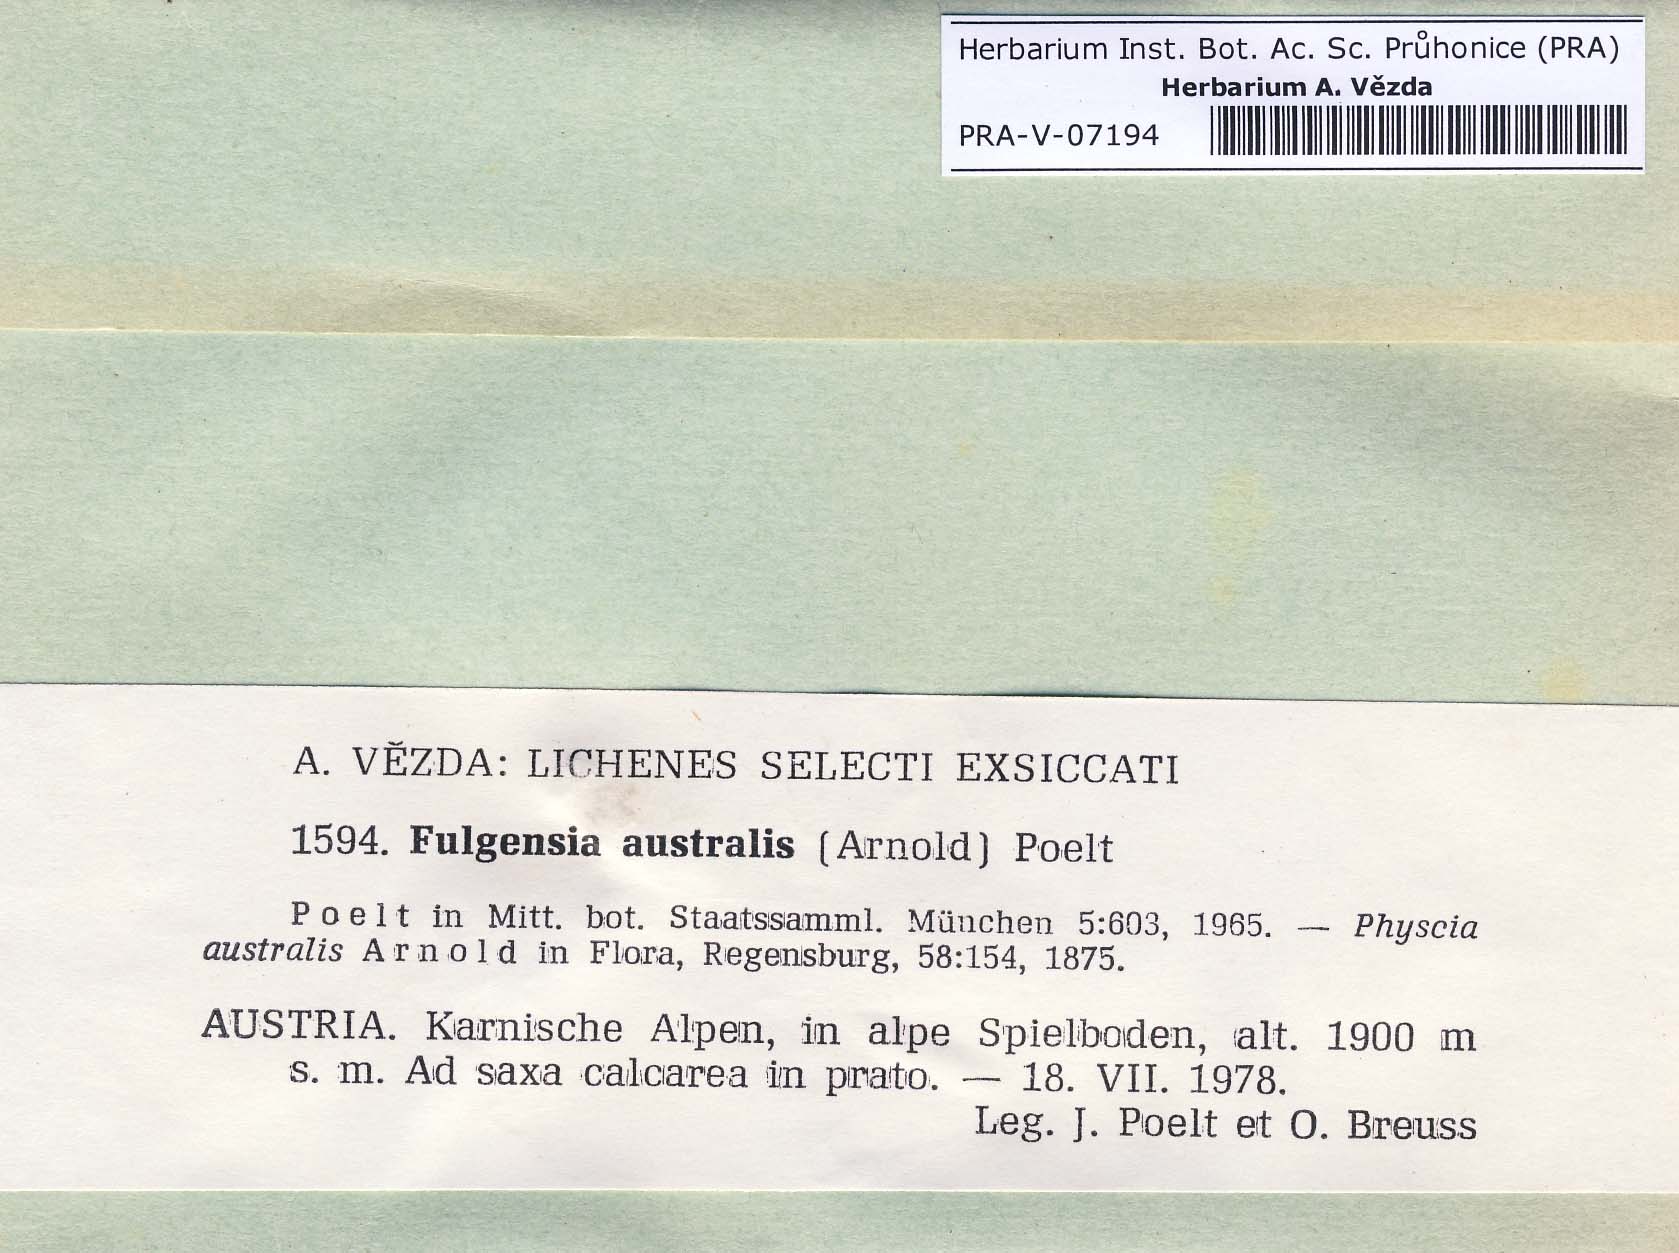 Herbarium Inst. Bot. Ac. Sc. Průhonice (PRA)
Herbarium A. Vězda
PRA-V-07194
A. VĚZDA: LICHENES SELECTI EXSICCATI
1594. Fulgensia australis (Arnold) Poelt
Poelt in Mitt. bot. Staatssamml. München 5:603, 1965. — Physcia
australis Arnold in Flora, Regensburg, 58:154, 1875.
AUSTRIA. Karnische Alpen, in alpe Spielboden, alt. 1900 m
s. m. Ad saxa calcarea in prato. — 18. VII. 1978.
Leg. J. Poelt et O. Breuss